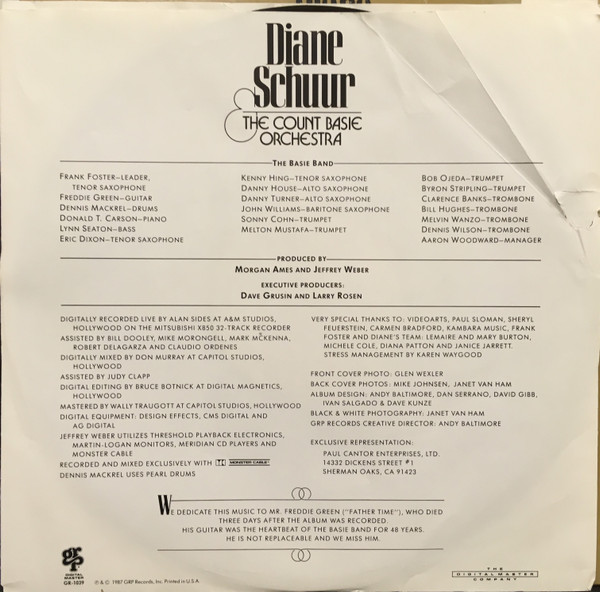 Diane
Schuur
& THE COUNT BASIE
ORCHESTRA
THE BASIE BAND
FRANK FOSTER–LEADER,
TENOR SAXOPHONE
FREDDIE GREEN–GUITAR
DENNIS MACKREL–DRUMS
DONALD T. CARSON–PIANO
LYNN SEATON–BASS
ERIC DIXON–TENOR SAXOPHONE
KENNY HING–TENOR SAXOPHONE
DANNY HOUSE–ALTO SAXOPHONE
DANNY TURNER–ALTO SAXOPHONE
JOHN WILLIAMS–BARITONE SAXOPHONE
SONNY COHN–TRUMPET
MELTON MUSTAFA–TRUMPET
BOB OJEDA–TRUMPET
BYRON STRIPLING–TRUMPET
CLARENCE BANKS–TROMBONE
BILL HUGHES–TROMBONE
MELVIN WANZO–TROMBONE
DENNIS WILSON–TROMBONE
AARON WOODWARD–MANAGER
PRODUCED BY
MORGAN AMES AND JEFFREY WEBER
EXECUTIVE PRODUCERS:
DAVE GRUSIN AND LARRY ROSEN
DIGITALLY RECORDED LIVE BY ALAN SIDES AT A&M STUDIOS,
HOLLYWOOD ON THE MITSUBISHI X850 32-TRACK RECORDER
ASSISTED BY BILL DOOLEY, MIKE MORONGELL, MARK McKENNA,
ROBERT DELAGARZA AND CLAUDIO ORDENES
DIGITALLY MIXED BY DON MURRAY AT CAPITOL STUDIOS,
HOLLYWOOD
ASSISTED BY JUDY CLAPP
DIGITAL EDITING BY BRUCE BOTNICK AT DIGITAL MAGNETICS,
HOLLYWOOD
MASTERED BY WALLY TRAUGOTT AT CAPITOL STUDIOS, HOLLYWOOD
DIGITAL EQUIPMENT: DESIGN EFFECTS, CMS DIGITAL AND
AG DIGITAL
JEFFREY WEBER UTILIZES THRESHOLD PLAYBACK ELECTRONICS,
MARTIN-LOGAN MONITORS, MERIDIAN CD PLAYERS AND
MONSTER CABLE
RECORDED AND MIXED EXCLUSIVELY WITH MONSTER CABLE
DENNIS MACKREL USES PEARL DRUMS
VERY SPECIAL THANKS TO: VIDEOARTS, PAUL SLOMAN, SHERYL
FEUERSTEIN, CARMEN BRADFORD, KAMBARA MUSIC, FRANK
FOSTER AND DIANE'S TEAM: LEMAIRE AND MARY BURTON,
MICHELE COLE, DIANA PATTON AND JANICE JARRETT.
STRESS MANAGEMENT BY KAREN WAYGOOD
FRONT COVER PHOTO: GLEN WEXLER
BACK COVER PHOTOS: MIKE JOHNSEN, JANET VAN HAM
ALBUM DESIGN: ANDY BALTIMORE, DAN SERRANO, DAVID GIBB,
IVAN SALGADO & DAVE KUNZE
BLACK & WHITE PHOTOGRAPHY: JANET VAN HAM
GRP RECORDS CREATIVE DIRECTOR: ANDY BALTIMORE
EXCLUSIVE REPRESENTATION:
PAUL CANTOR ENTERPRISES, LTD.
14332 DICKENS STREET #1
SHERMAN OAKS, CA 91423
WE DEDICATE THIS MUSIC TO MR. FREDDIE GREEN ("FATHER TIME"), WHO DIED
THREE DAYS AFTER THE ALBUM WAS RECORDED.
HIS GUITAR WAS THE HEARTBEAT OF THE BASIE BAND FOR 48 YEARS.
HE IS NOT REPLACEABLE AND WE MISS HIM.
GRP
DIGITAL
MASTER
GR-1039
℗ & © 1987 GRP Records, Inc. Printed in U.S.A.
THE
DIGITAL MASTER
COMPANY